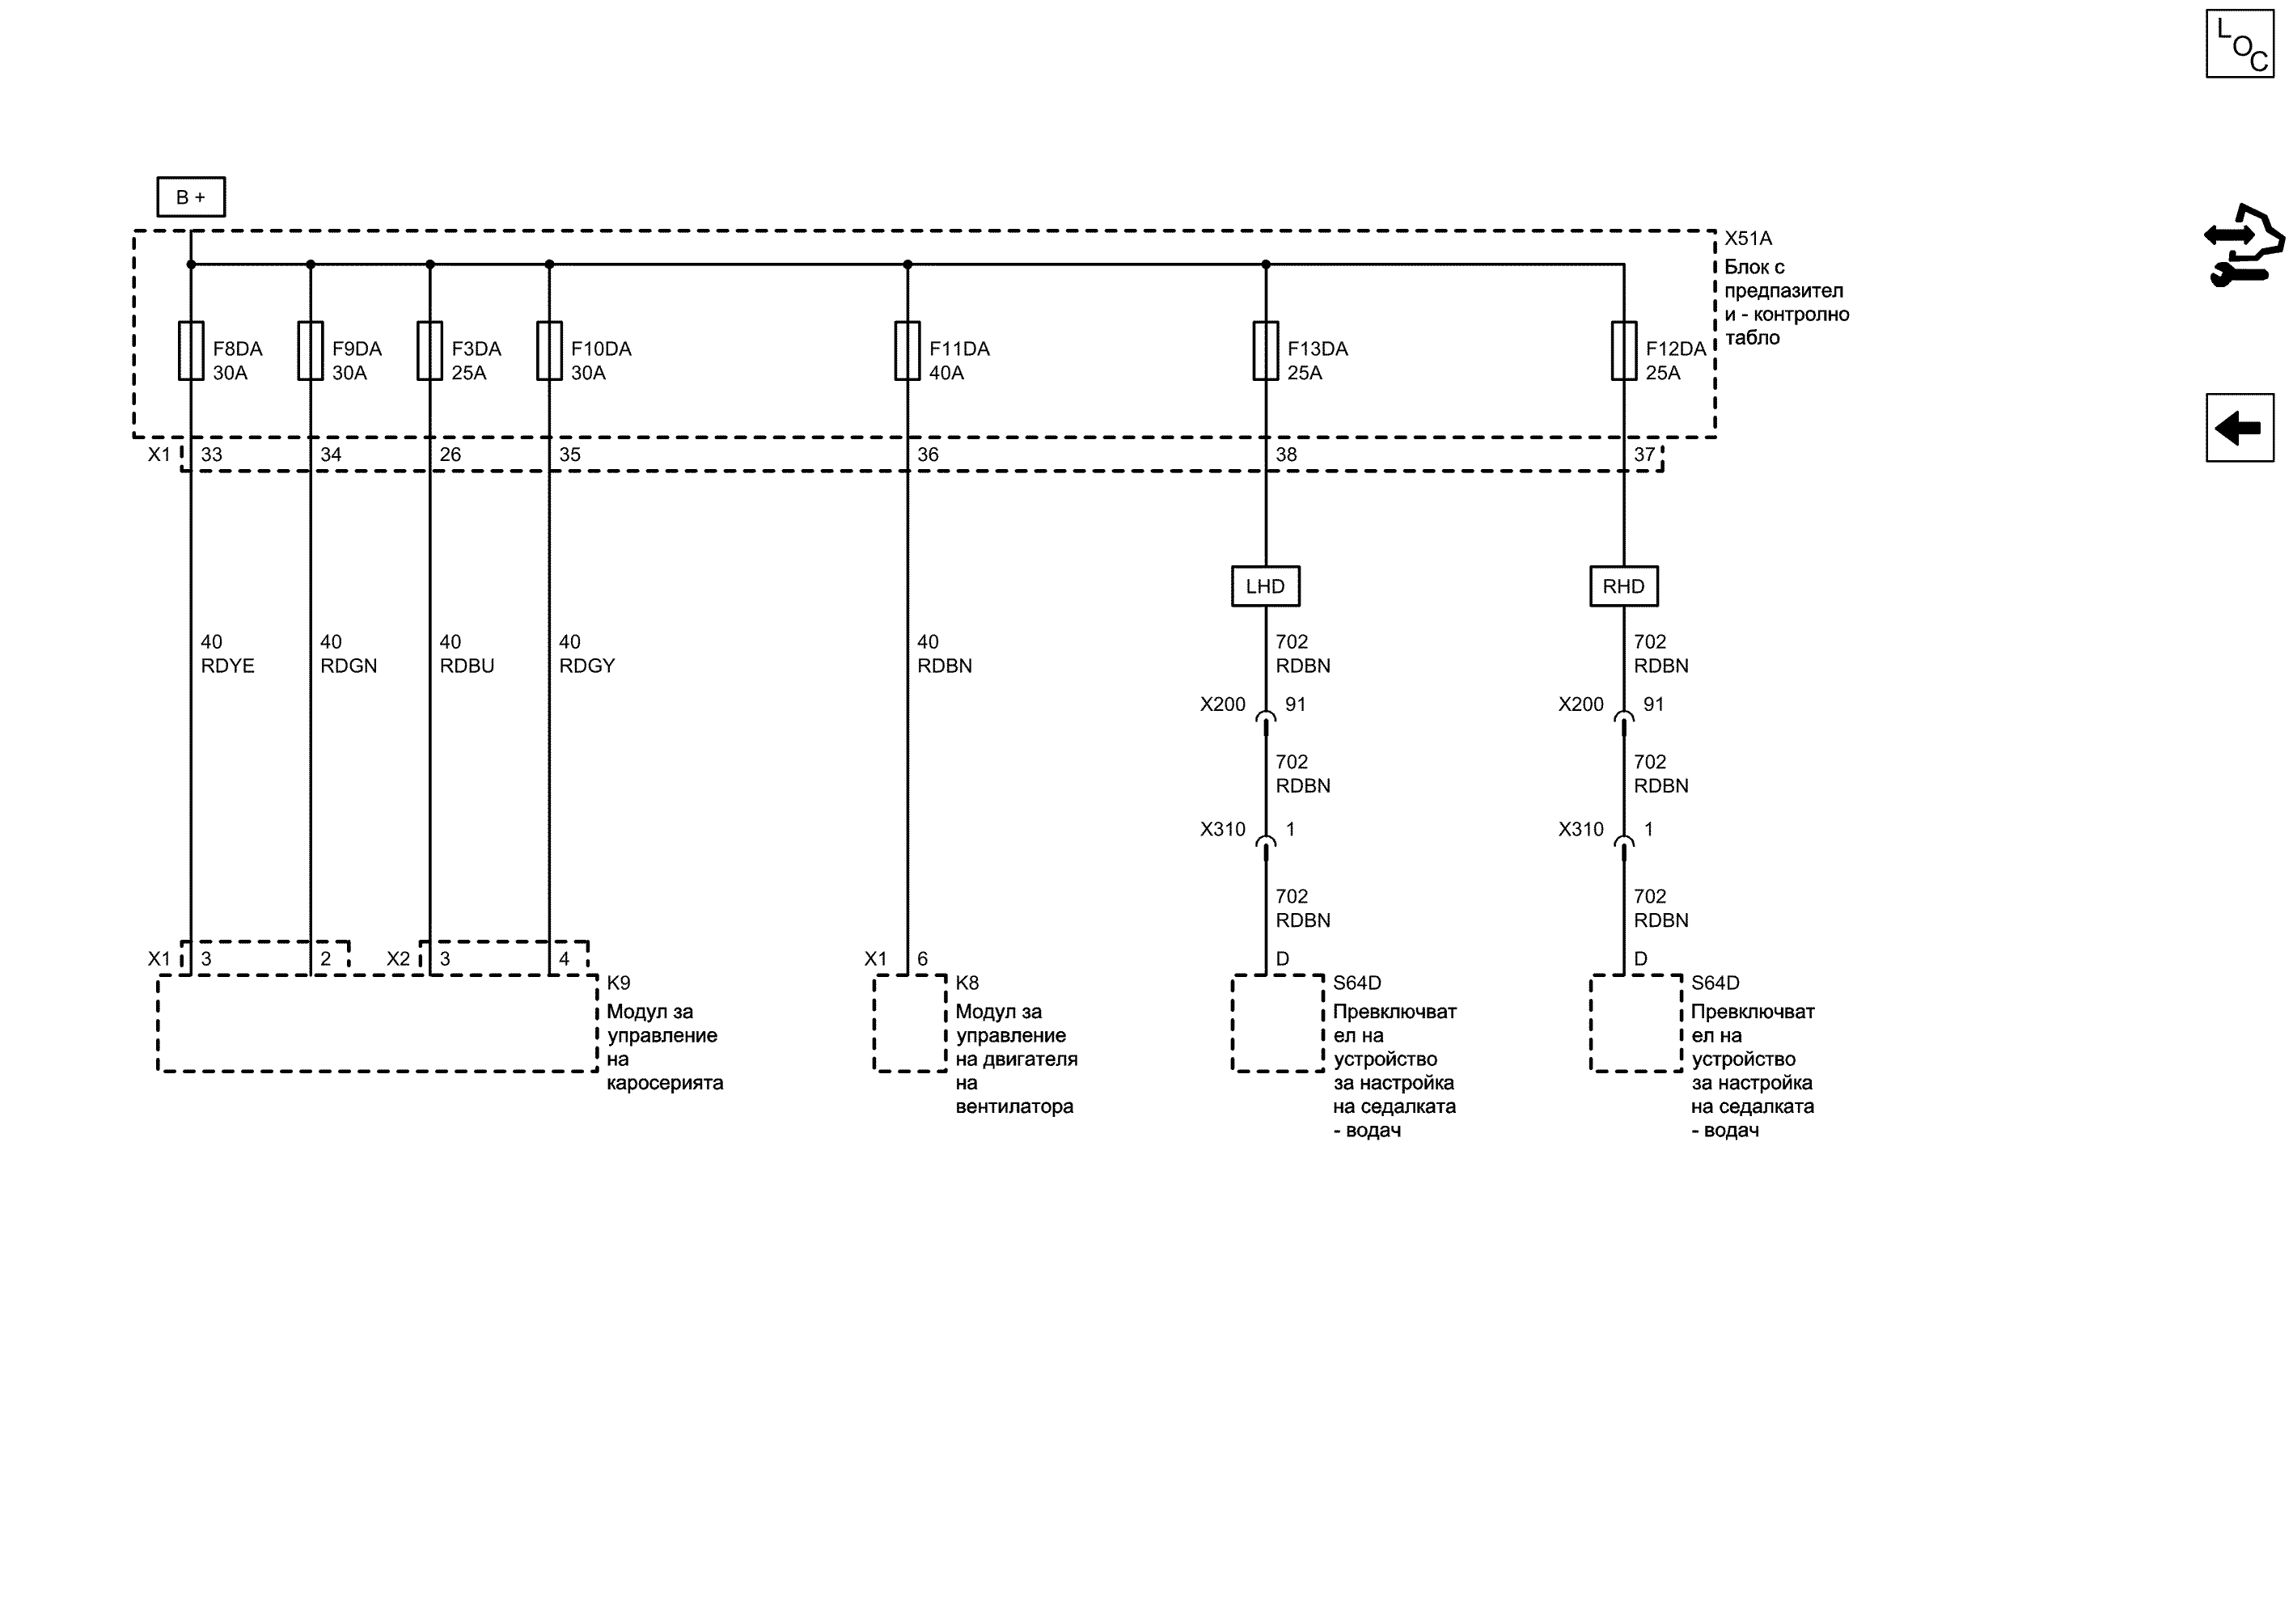 L
O
C
B +
X51A
Блок с
предпазител
и - контролно
табло
F8DA
30A
F9DA
30A
F3DA
25A
F10DA
30A
F11DA
40A
F13DA
25A
F12DA
25A
X1 33 34 26 35 36 38 37
LHD RHD
40
RDYE
40
RDGN
40
RDBU
40
RDGY
40
RDBN
702
RDBN
702
RDBN
X200 91 X200 91
702
RDBN
702
RDBN
X310 1 X310 1
702
RDBN
702
RDBN
X1 3 2 X2 3 4 X1 6 D D
K9
Модул за
управление
на
каросерията
K8
Модул за
управление
на двигателя
на
вентилатора
S64D
Превключват
ел на
устройство
за настройка
на седалката
- водач
S64D
Превключват
ел на
устройство
за настройка
на седалката
- водач